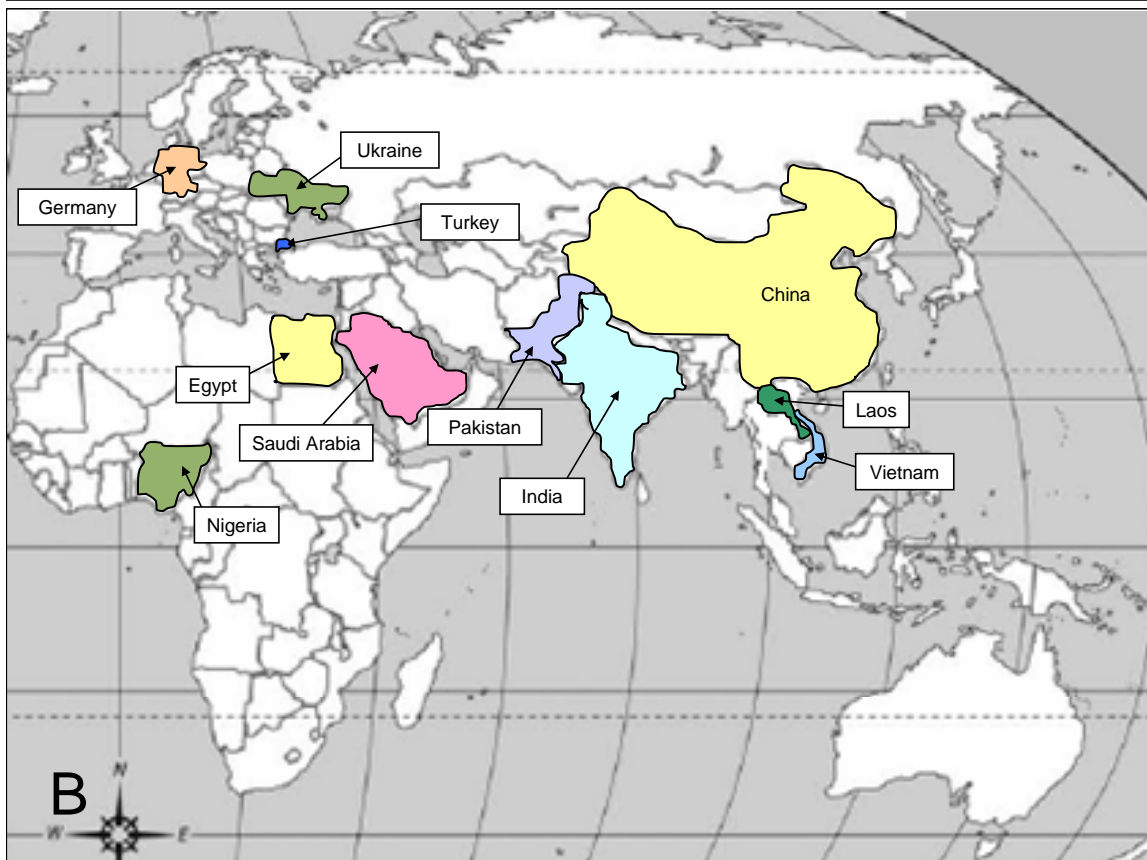 Ukraine
Germany
Turkey
China
Egypt
Saudi Arabia
Pakistan
Laos
Vietnam
India
Nigeria
B
N
W
E